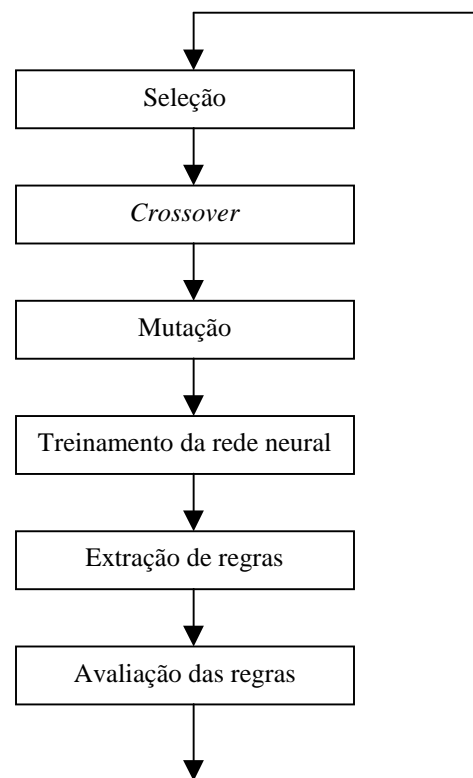 Seleção
Crossover
Mutação
Treinamento da rede neural
Extração de regras
Avaliação das regras